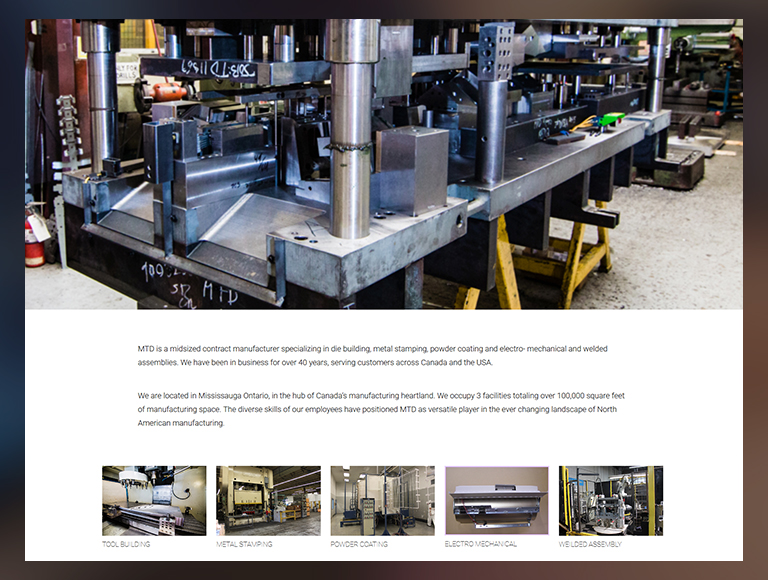 MTD is a midsized contract manufacturer specializing in die building, metal stamping, powder coating and electro- mechanical and welded
assemblies. We have been in business for over 40 years, serving customers across Canada and the USA.
We are located in Mississauga Ontario, in the hub of Canada's manufacturing heartland. We occupy 3 facilities totaling over 100,000 square feet
of manufacturing space. The diverse skills of our employees have positioned MTD as versatile player in the ever changing landscape of North
American manufacturing.
TOOL BUILDING
METAL STAMPING
POWDER COATING
ELECTRO MECHANICAL
WELDED ASSEMBLY